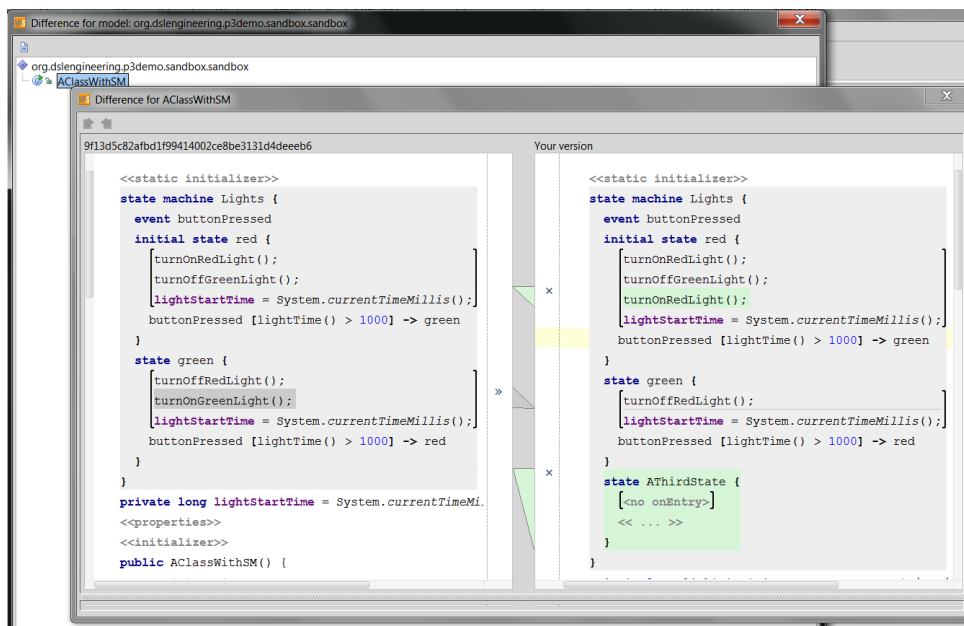 Difference for model: org.dslengineering.p3demo.sandbox.sandbox
org.dslengineering.p3demo.sandbox.sandbox
AClassWithSM
Difference for AClassWithSM
9f13d5c82afbd1f99414002ce8be3131d4deeeb6
<<static initializer>>
state machine Lights {
event buttonPressed
initial state red {
turnOnRedLight();
turnOffGreenLight();
lightStartTime = System.currentTimeMillis();
buttonPressed [lightTime() > 1000] -> green
}
state green {
turnOffRedLight();
turnOnGreenLight();
lightStartTime = System.currentTimeMillis();
buttonPressed [lightTime() > 1000] -> red
}
}
private long lightStartTime = System.currentTimeMi.
<<properties>>
<<initializer>>
public AClassWithSM() {
Your version
<<static initializer>>
state machine Lights {
event buttonPressed
initial state red {
turnOnRedLight();
turnOffGreenLight();
turnOnRedLight();
lightStartTime = System.currentTimeMillis();
buttonPressed [lightTime() > 1000] -> green
}
state green {
turnOffRedLight();
lightStartTime = System.currentTimeMillis();
buttonPressed [lightTime() > 1000] -> red
}
state AThirdState {
[<no onEntry>]
<< ... >>
}
}